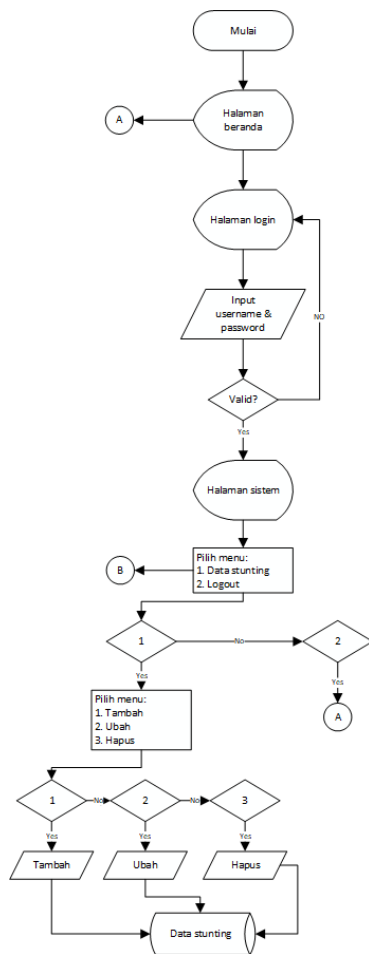 Mulai
A
Halaman
beranda
Halaman login
Input
username &
password
NO
Valid?
Yes
Halaman sistem
B
Pilih menu:
1. Data stunting
2. Logout
1
No
2
Yes
Yes
Pilih menu:
1. Tambah
2. Ubah
3. Hapus
A
1
No
2
No
3
Yes
Yes
Yes
Tambah
Ubah
Hapus
Data stunting